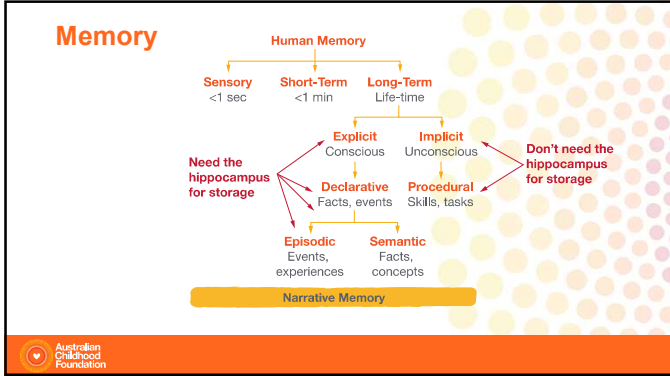 Memory
Human Memory
Sensory
<1 sec
Short-Term
<1 min
Long-Term
Life-time
Explicit
Conscious
Implicit
Unconscious
Need the
hippocampus
for storage
Don't need the
hippocampus
for storage
Declarative
Facts, events
Procedural
Skills, tasks
Episodic
Events,
experiences
Semantic
Facts,
concepts
Narrative Memory
Australian
Childhood
Foundation